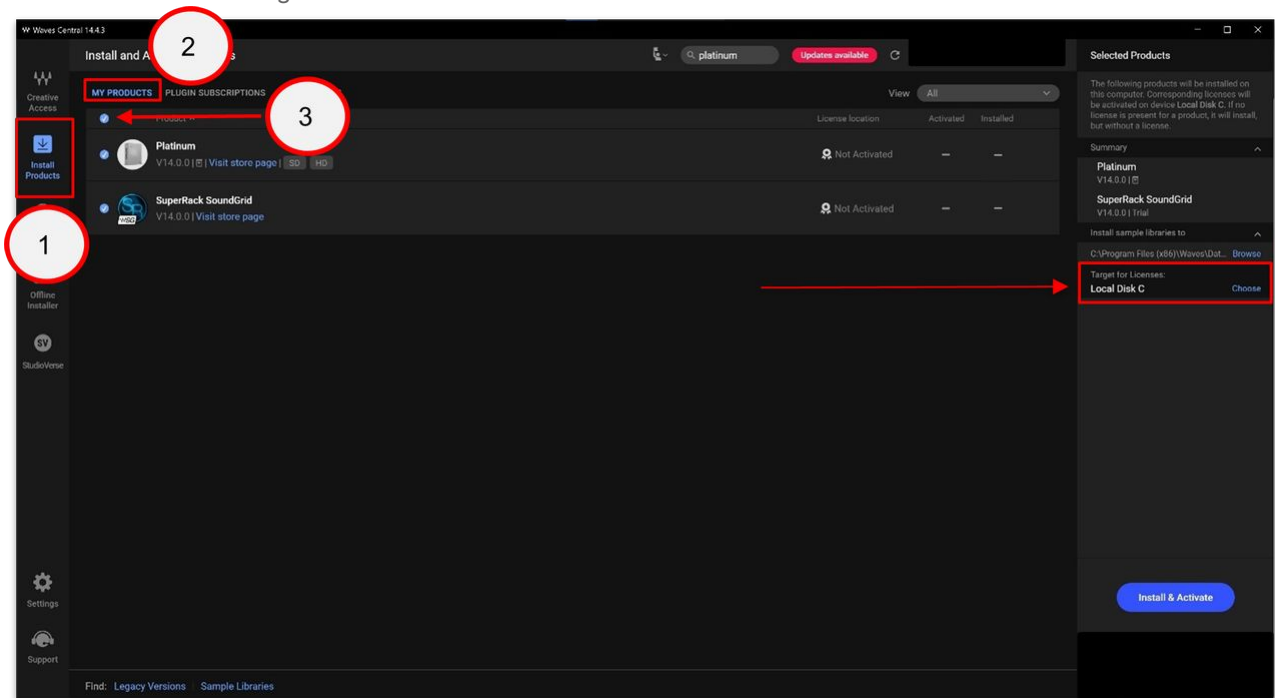 Waves Central 14.4.3
Install and A
2
platinum
Updates available
Selected Products
Creative
Access
MY PRODUCTS
PLUGIN SUBSCRIPTIONS
View
All
The following products will be installed on
this computer. Corresponding licenses will
be activated on device Local Disk C. If no
license is present for a product, it will install,
but without a license.
3
Product
License location
Activated
Installed
Install
Products
Platinum
V14.0.0 | Visit store page | SD HD
Not Activated
–
–
Summary
Platinum
V14.0.0 |
SuperRack SoundGrid
V14.0.0 | Trial
SR
WSG
SuperRack SoundGrid
V14.0.0 | Visit store page
Not Activated
–
–
1
Install sample libraries to
C:\Program Files (x86)\Waves\Dat... Browse
Target for Licenses:
Local Disk C
Choose
Offline
Installer
SV
StudioVerse
Settings
Install & Activate
Support
Find: Legacy Versions | Sample Libraries